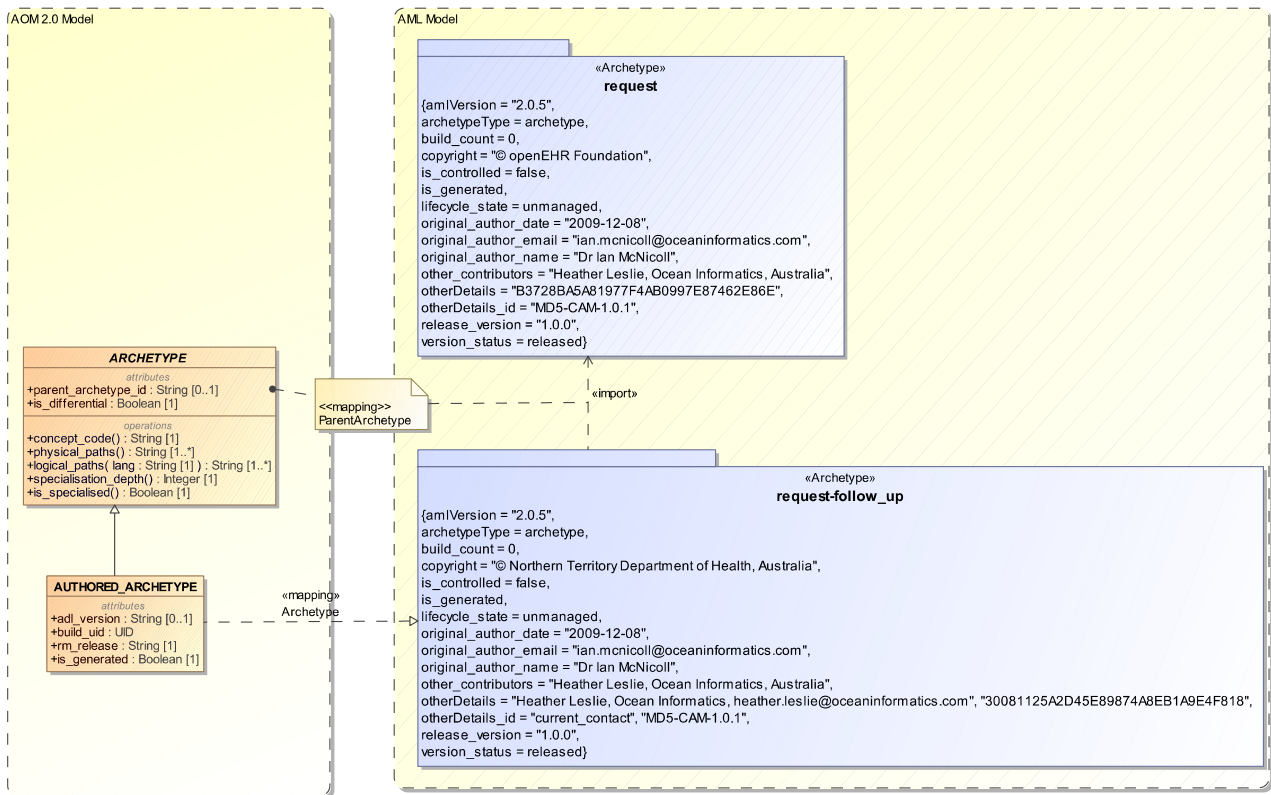 AOM 2.0 Model
AML Model
«Archetype»
request
{amlVersion = "2.0.5",
archetypeType = archetype,
build_count = 0,
copyright = "© openEHR Foundation",
is_controlled = false,
is_generated,
lifecycle_state = unmanaged,
original_author_date = "2009-12-08",
original_author_email = "ian.mcnicoll@oceaninformatics.com",
original_author_name = "Dr Ian McNicoll",
other_contributors = "Heather Leslie, Ocean Informatics, Australia",
otherDetails = "B3728BA5A81977F4AB0997E87462E86E",
otherDetails_id = "MD5-CAM-1.0.1",
release_version = "1.0.0",
version_status = released}
ARCHETYPE
attributes
+parent_archetype_id : String [0..1]
+is_differential : Boolean [1]
operations
+concept_code() : String [1]
+physical_paths() : String [1..*]
+logical_paths( lang : String [1] ) : String [1..*]
+specialisation_depth() : Integer [1]
+is_specialised() : Boolean [1]
<<mapping>>
ParentArchetype
«import»
AUTHORED_ARCHETYPE
attributes
+adl_version : String [0..1]
+build_uid : UID
+rm_release : String [1]
+is_generated : Boolean [1]
«mapping»
Archetype
«Archetype»
request-follow_up
{amlVersion = "2.0.5",
archetypeType = archetype,
build_count = 0,
copyright = "© Northern Territory Department of Health, Australia",
is_controlled = false,
is_generated,
lifecycle_state = unmanaged,
original_author_date = "2009-12-08",
original_author_email = "ian.mcnicoll@oceaninformatics.com",
original_author_name = "Dr Ian McNicoll",
other_contributors = "Heather Leslie, Ocean Informatics, Australia",
otherDetails = "Heather Leslie, Ocean Informatics, heather.leslie@oceaninformatics.com", "30081125A2D45E89874A8EB1A9E4F818",
otherDetails_id = "current_contact", "MD5-CAM-1.0.1",
release_version = "1.0.0",
version_status = released}